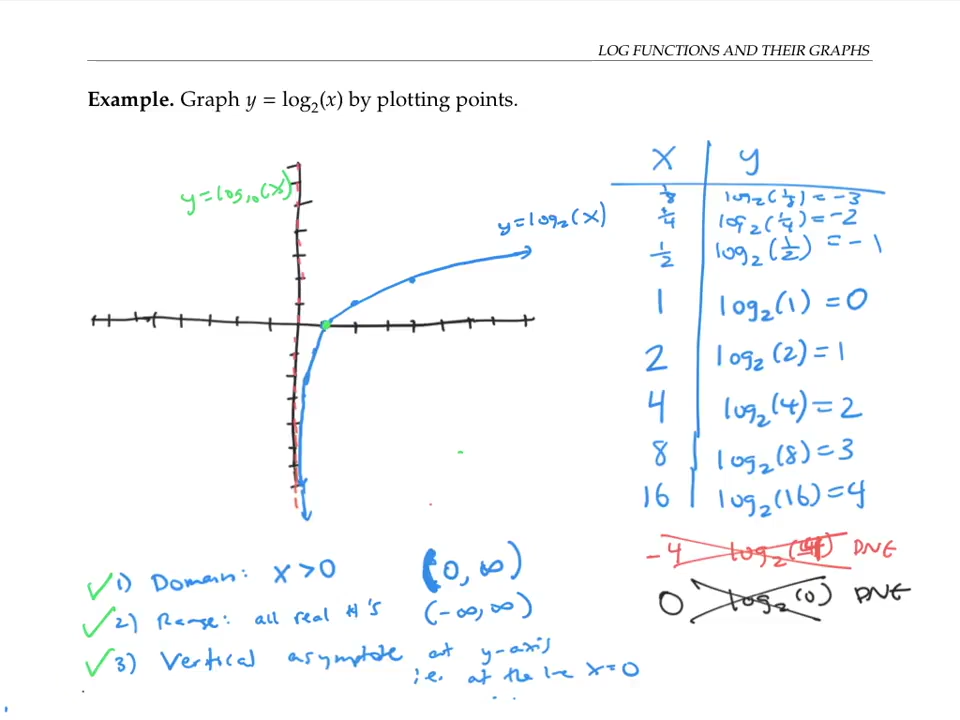 LOG FUNCTIONS AND THEIR GRAPHS
Example. Graph y = log₂(x) by plotting points.
y=log₁₀(x)
y=log₂(x)
x y
1/8 log₂(1/8) = -3
1/4 log₂(1/4) = -2
1/2 log₂(1/2) = -1
1 log₂(1) = 0
2 log₂(2) = 1
4 log₂(4) = 2
8 log₂(8) = 3
16 log₂(16) = 4
-4 log₂( ) DNE
0 log₂(0) DNE
✓ 1) Domain: x > 0 (0, ∞)
✓ 2) Range: all real #'s (-∞, ∞)
✓ 3) Vertical asymptote at y-axis
i.e. at the line x = 0